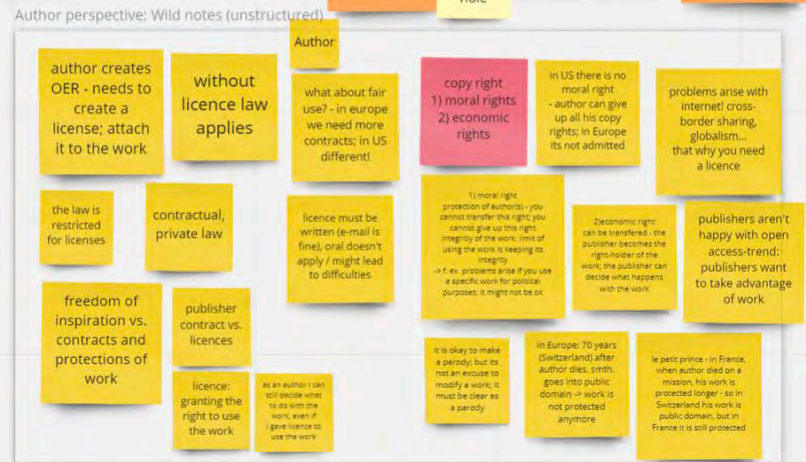 hole
Author perspective: Wild notes (unstructured)
Author
author creates
OER - needs to
create a
license; attach
it to the work
without
licence law
applies
what about fair
use? - in europe
we need more
contracts; in US
different!
copy right
1) moral rights
2) economic
rights
in US there is no
moral right
- author can give
up all his copy
rights; in Europe
its not admitted
problems arise with
internet! cross-
border sharing,
globalism...
that why you need
a licence
the law is
restricted
for licenses
contractual,
private law
licence must be
written (e-mail is
fine), oral doesn't
apply / might lead
to difficulties
1) moral right
protection of author(s) - you
cannot transfer this right; you
cannot give up this right
integritiy of the work: limit of
using the work is keeping its
integrity
-> f. ex. problems arise if you use
a specific work for political
purposes; it might not be ok
2)economic right
can be transfered - the
publisher becomes the
right-holder of the
work; the publisher can
decide what happens
with the work
publishers aren't
happy with open
access-trend:
publishers want
to take advantage
of work
freedom of
inspiration vs.
contracts and
protections of
work
publisher
contract vs.
licences
licence:
granting the
right to use
the work
as an author I can
still decide what
to do with the
work, even if
I gave licence to
use the work
it is okay to make
a parody; but its
not an excuse to
modify a work; it
must be clear as
a parody
in Europe: 70 years
(Switzerland) after
author dies, smth.
goes into public
domain -> work is
not protected
anymore
le petit prince - in France,
when author died on a
mission, his work is
protected longer - so in
Switzerland his work is
public domain, but in
France it is still protected